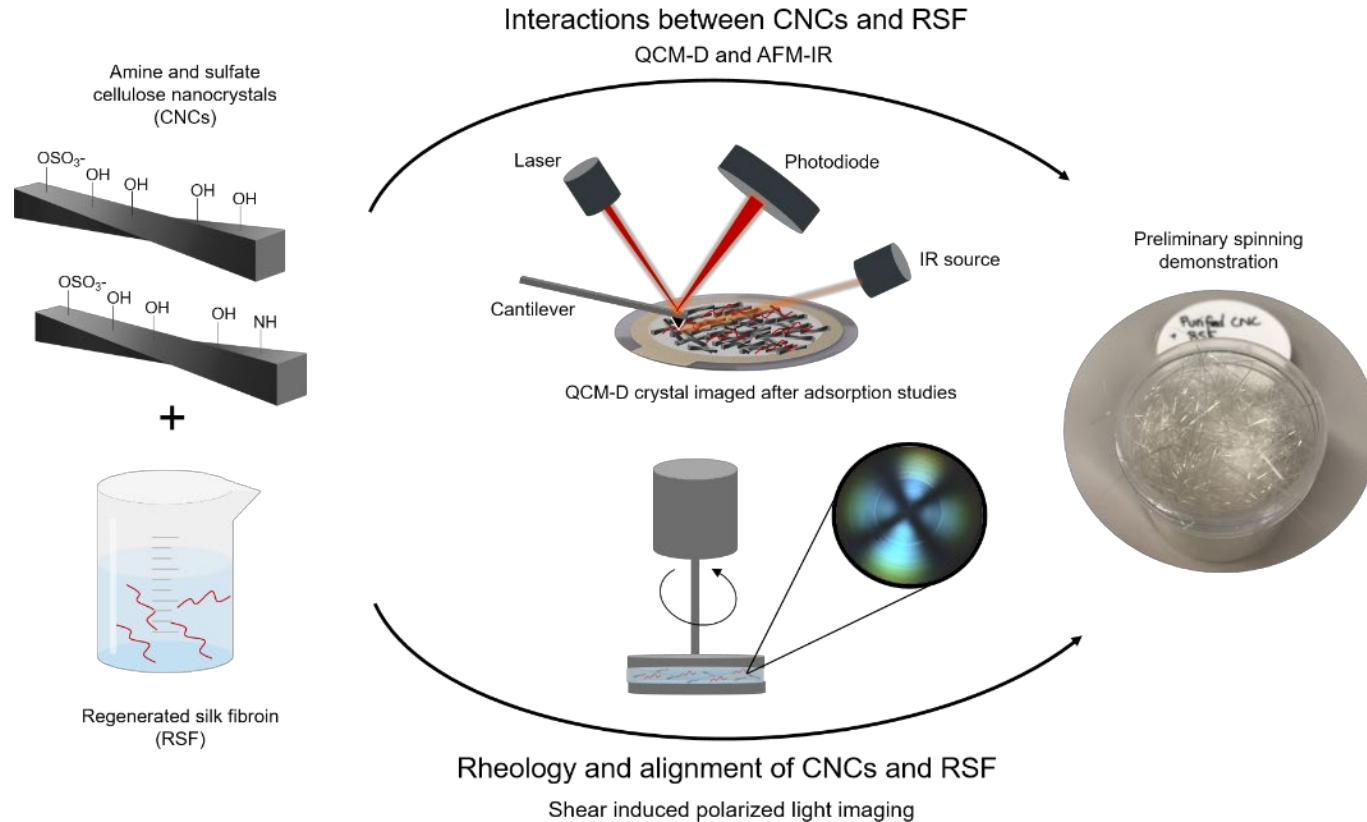 Interactions between CNCs and RSF
QCM-D and AFM-IR
Amine and sulfate
cellulose nanocrystals
(CNCs)
OSO₃-
OH
OH
OH
OH
OSO₃-
OH
OH
OH
NH
+
Regenerated silk fibroin
(RSF)
Laser
Photodiode
IR source
Cantilever
QCM-D crystal imaged after adsorption studies
Rheology and alignment of CNCs and RSF
Shear induced polarized light imaging
Preliminary spinning
demonstration
Purified CNC
+ RSF